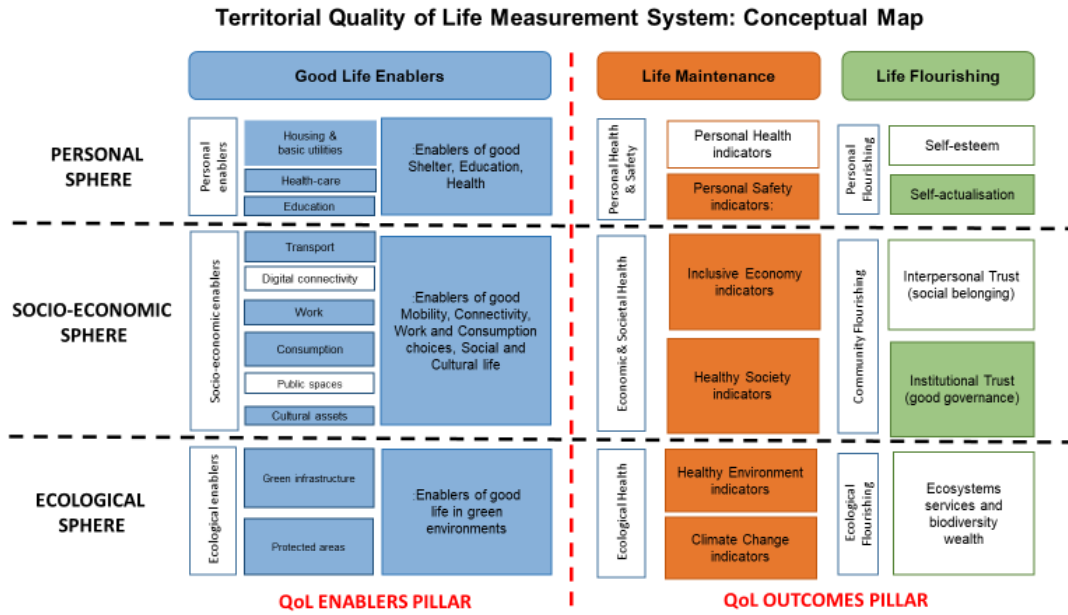 Territorial Quality of Life Measurement System: Conceptual Map
Good Life Enablers
Life Maintenance
Life Flourishing
PERSONAL
SPHERE
Personal
enablers
Housing &
basic utilities
Health-care
Education
:Enablers of good
Shelter, Education,
Health
Personal Health
& Safety
Personal Health
indicators
Personal Safety
indicators:
Personal
Flourishing
Self-esteem
Self-actualisation
SOCIO-ECONOMIC
SPHERE
Socio-economic enablers
Transport
Digital connectivity
Work
Consumption
Public spaces
Cultural assets
:Enablers of good
Mobility, Connectivity,
Work and Consumption
choices, Social and
Cultural life
Economic & Societal Health
Inclusive Economy
indicators
Healthy Society
indicators
Community Flourishing
Interpersonal Trust
(social belonging)
Institutional Trust
(good governance)
ECOLOGICAL
SPHERE
Ecological enablers
Green infrastructure
Protected areas
:Enablers of good
life in green
environments
Ecological Health
Healthy Environment
indicators
Climate Change
indicators
Ecological
Flourishing
Ecosystems
services and
biodiversity
wealth
QoL ENABLERS PILLAR
QoL OUTCOMES PILLAR